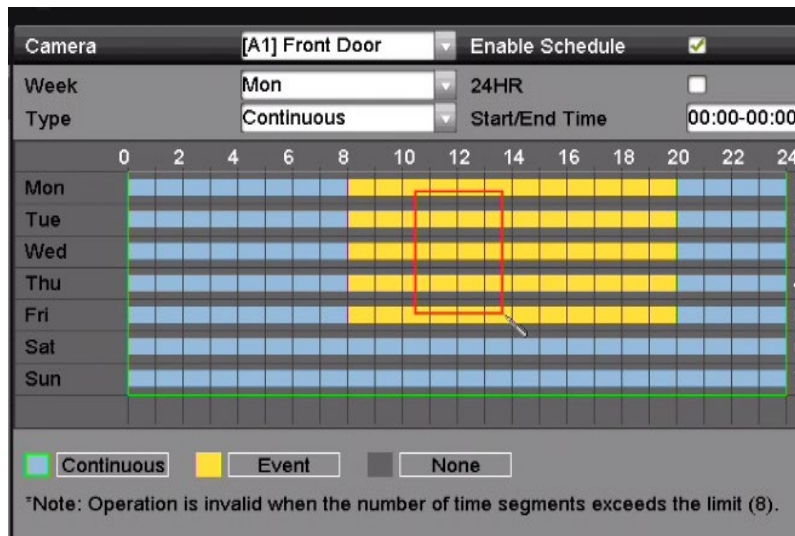 Camera [A1] Front Door Enable Schedule
Week Mon 24HR
Type Continuous Start/End Time 00:00-00:00
0 2 4 6 8 10 12 14 16 18 20 22 24
Mon
Tue
Wed
Thu
Fri
Sat
Sun
Continuous Event None
*Note: Operation is invalid when the number of time segments exceeds the limit (8).